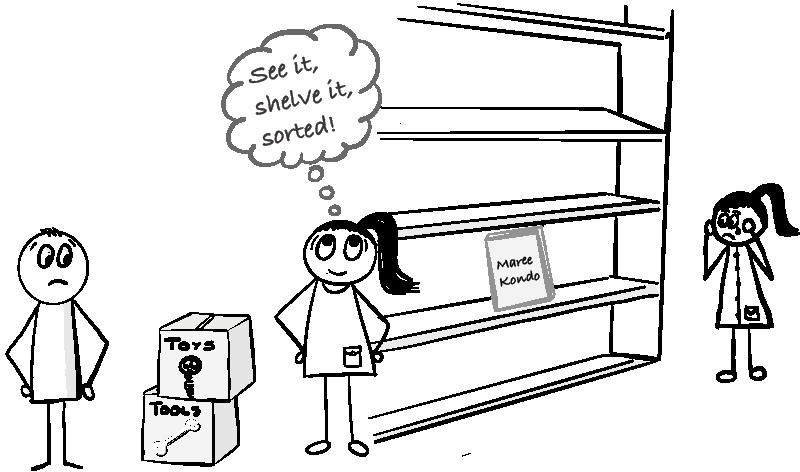 See it,
shelve it,
sorted!
Maree
Kondo
TOYS
TOOLS